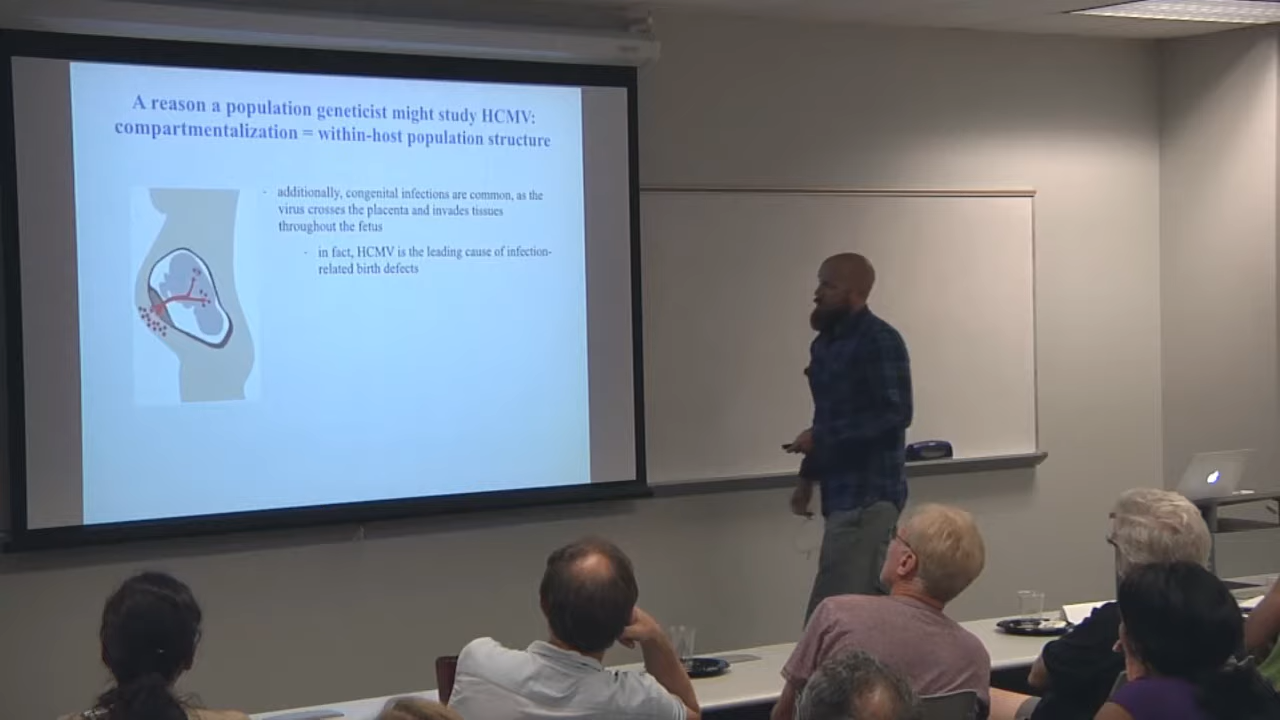 A reason a population geneticist might study HCMV:
compartmentalization = within-host population structure
- additionally, congenital infections are common, as the
virus crosses the placenta and invades tissues
throughout the fetus
- in fact, HCMV is the leading cause of infection-
related birth defects